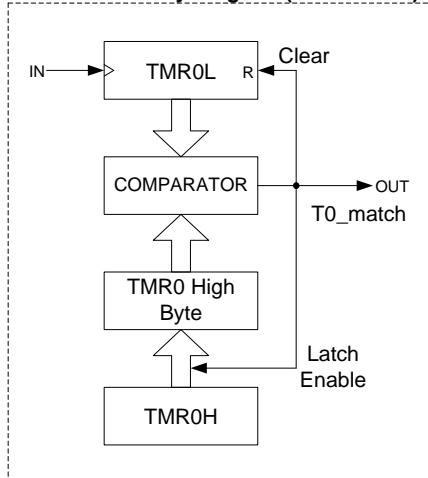 IN
TMR0L
R
Clear
COMPARATOR
OUT
T0_match
TMR0 High
Byte
Latch
Enable
TMR0H